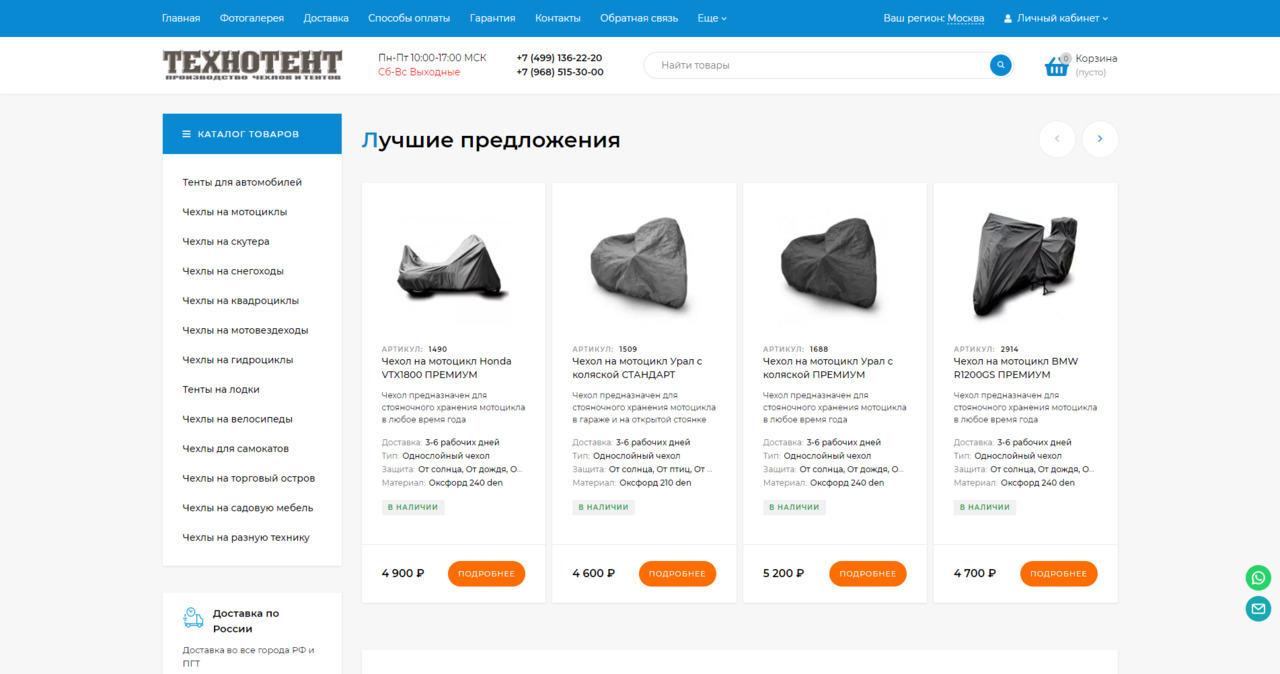 Главная Фотогалерея Доставка Способы оплаты Гарантия Контакты Обратная связь Еще Ваш регион: Москва Личный кабинет
ТЕХНОТЕНТ
ПРОИЗВОДСТВО ЧЕХЛОВ И ТЕНТОВ
Пн-Пт 10:00-17:00 МСК
Сб-Вс Выходные
+7 (499) 136-22-20
+7 (968) 515-30-00
Найти товары
0 Корзина
(пусто)
КАТАЛОГ ТОВАРОВ
Тенты для автомобилей
Чехлы на мотоциклы
Чехлы на скутера
Чехлы на снегоходы
Чехлы на квадроциклы
Чехлы на мотовездеходы
Чехлы на гидроциклы
Тенты на лодки
Чехлы на велосипеды
Чехлы для самокатов
Чехлы на торговый остров
Чехлы на садовую мебель
Чехлы на разную технику
Доставка по
России
Доставка во все города РФ и
ПГТ
Лучшие предложения
АРТИКУЛ: 1490
Чехол на мотоцикл Honda
VTX1800 ПРЕМИУМ
Чехол предназначен для
стояночного хранения мотоцикла
в любое время года
Доставка: 3-6 рабочих дней
Тип: Однослойный чехол
Защита: От солнца, От дождя, О...
Материал: Оксфорд 240 den
В НАЛИЧИИ
4 900 ₽ ПОДРОБНЕЕ
АРТИКУЛ: 1509
Чехол на мотоцикл Урал с
коляской СТАНДАРТ
Чехол предназначен для
стояночного хранения мотоцикла
в гараже и на открытой стоянке
Доставка: 3-6 рабочих дней
Тип: Однослойный чехол
Защита: От солнца, От птиц, От ...
Материал: Оксфорд 210 den
В НАЛИЧИИ
4 600 ₽ ПОДРОБНЕЕ
АРТИКУЛ: 1688
Чехол на мотоцикл Урал с
коляской ПРЕМИУМ
Чехол предназначен для
стояночного хранения мотоцикла
в любое время года
Доставка: 3-6 рабочих дней
Тип: Однослойный чехол
Защита: От солнца, От дождя, О...
Материал: Оксфорд 240 den
В НАЛИЧИИ
5 200 ₽ ПОДРОБНЕЕ
АРТИКУЛ: 2914
Чехол на мотоцикл BMW
R1200GS ПРЕМИУМ
Чехол предназначен для
стояночного хранения мотоцикла
в любое время года
Доставка: 3-6 рабочих дней
Тип: Однослойный чехол
Защита: От солнца, От дождя, О...
Материал: Оксфорд 240 den
В НАЛИЧИИ
4 700 ₽ ПОДРОБНЕЕ